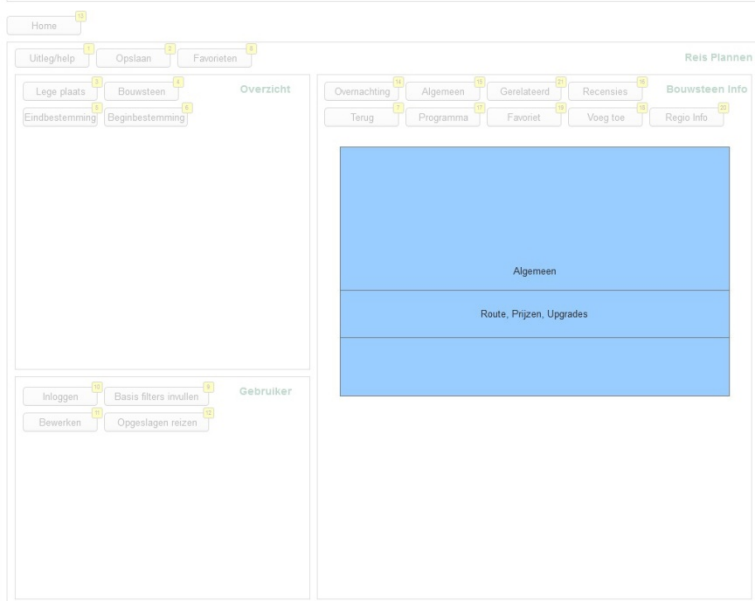 Home
Uitleg/help Opslaan Favorieten Reis Plannen
Lege plaats Bouwsteen Overzicht
Eindbestemming Beginbestemming
Overnachting Algemeen Gerelateerd Recensies Bouwsteen Info
Terug Programma Favoriet Voeg toe Regio Info
Algemeen
Route, Prijzen, Upgrades
Inloggen Basis filters invullen Gebruiker
Bewerken Opgeslagen reizen